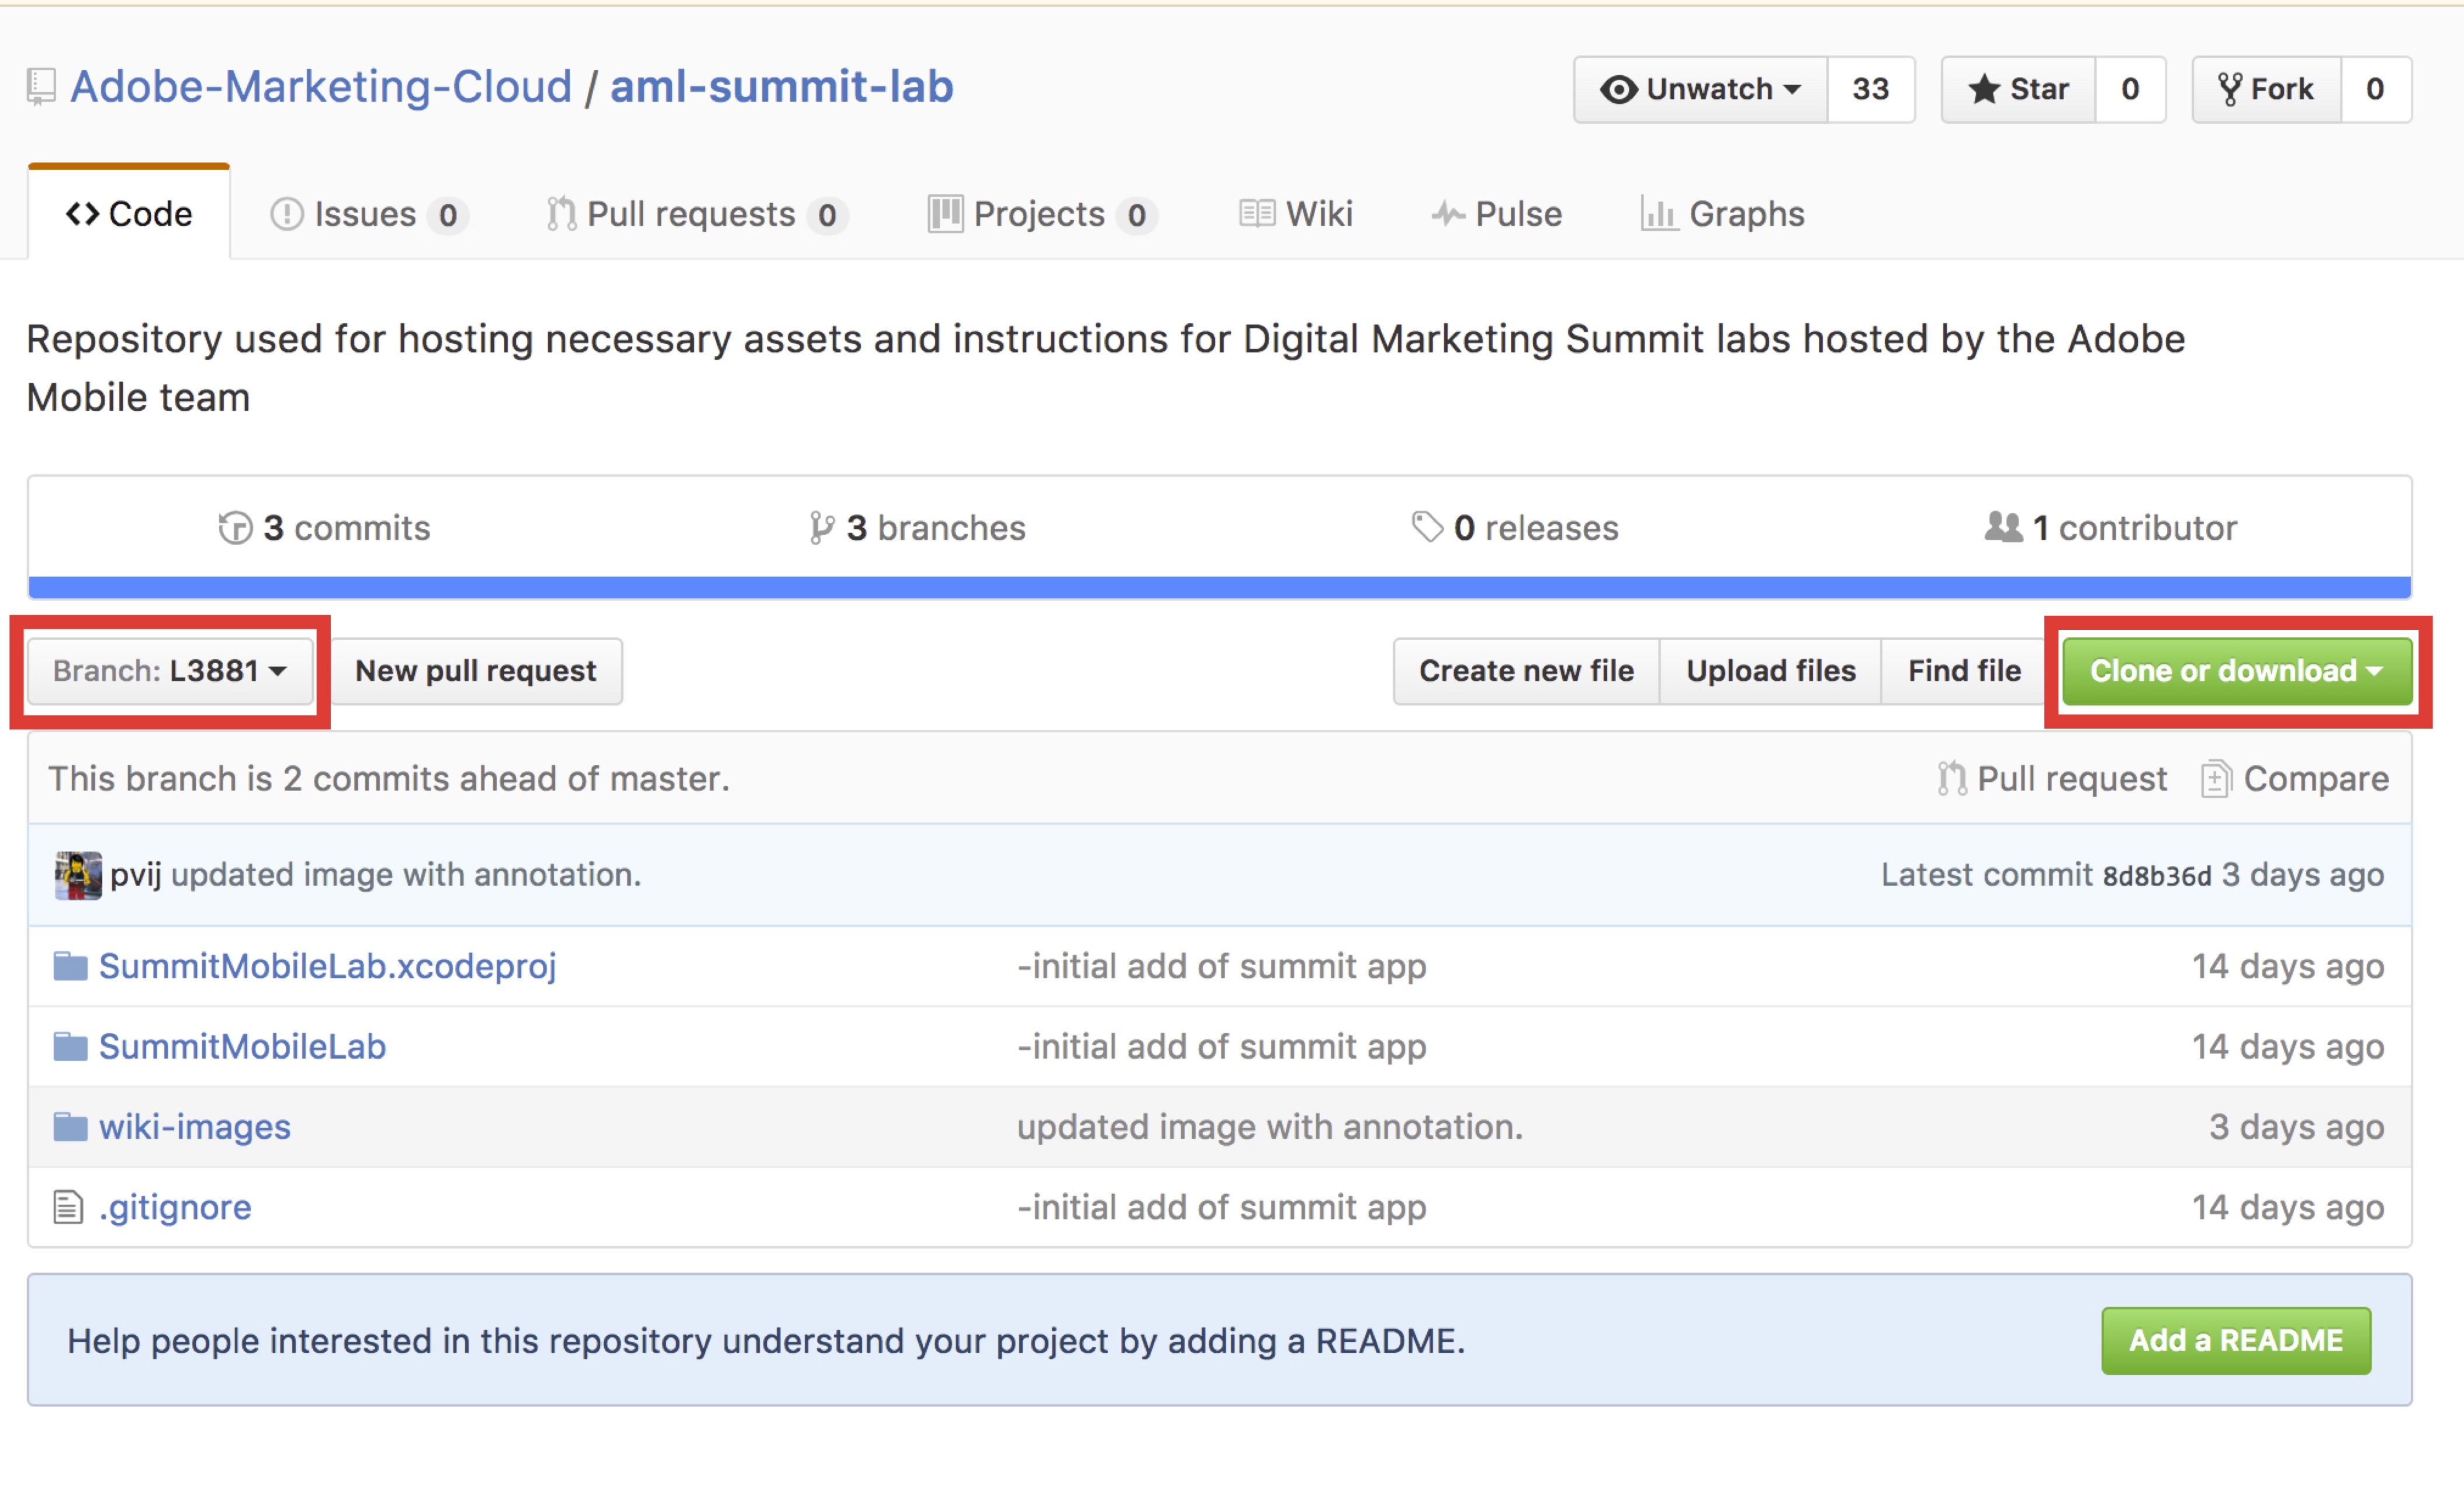 Adobe-Marketing-Cloud / aml-summit-lab
Unwatch 33 Star 0 Fork 0
Code Issues 0 Pull requests 0 Projects 0 Wiki Pulse Graphs
Repository used for hosting necessary assets and instructions for Digital Marketing Summit labs hosted by the Adobe
Mobile team
3 commits 3 branches 0 releases 1 contributor
Branch: L3881 New pull request Create new file Upload files Find file Clone or download
This branch is 2 commits ahead of master. Pull request Compare
pvij updated image with annotation. Latest commit 8d8b36d 3 days ago
SummitMobileLab.xcodeproj -initial add of summit app 14 days ago
SummitMobileLab -initial add of summit app 14 days ago
wiki-images updated image with annotation. 3 days ago
.gitignore -initial add of summit app 14 days ago
Help people interested in this repository understand your project by adding a README. Add a README